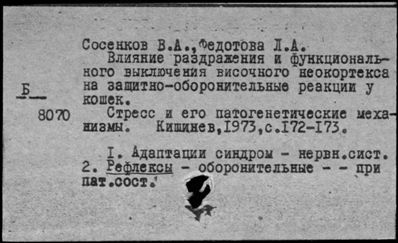 Сосенков В.А., Федотова Л.А.
Влияние раздражения и функциональ-
ного выключения височного неокортекса
на защитно-оборонительные реакции у
кошек.
Б
8070
Стресс и его патогенетические меха-
низмы. Кишинев, 1973, с.172-173.
1. Адаптации синдром - нервн.сист.
2. Рефлексы - оборонительные - - при
пат.сост.